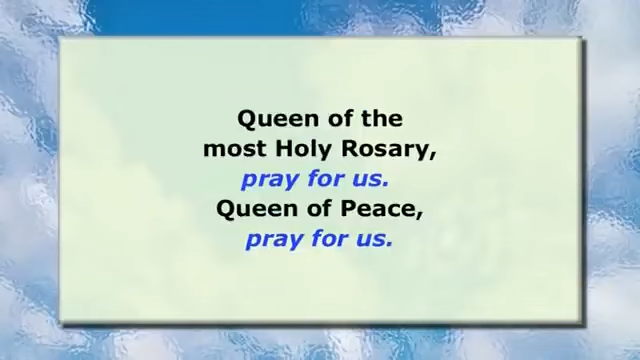 Queen of the
most Holy Rosary,
pray for us.
Queen of Peace,
pray for us.